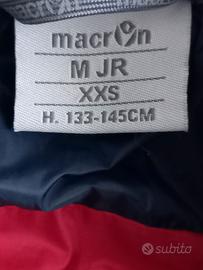 macron
M JR
XXS
H. 133-145CM
subito